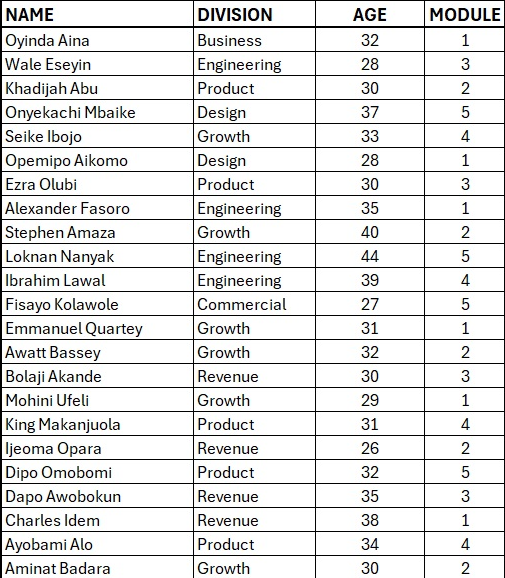 NAME DIVISION AGE MODULE
Oyinda Aina Business 32 1
Wale Eseyin Engineering 28 3
Khadijah Abu Product 30 2
Onyekachi Mbaike Design 37 5
Seike Ibojo Growth 33 4
Opemipo Aikomo Design 28 1
Ezra Olubi Product 30 3
Alexander Fasoro Engineering 35 1
Stephen Amaza Growth 40 2
Loknan Nanyak Engineering 44 5
Ibrahim Lawal Engineering 39 4
Fisayo Kolawole Commercial 27 5
Emmanuel Quartey Growth 31 1
Awatt Bassey Growth 32 2
Bolaji Akande Revenue 30 3
Mohini Ufeli Growth 29 1
King Makanjuola Product 31 4
Ijeoma Opara Revenue 26 2
Dipo Omobomi Product 32 5
Dapo Awobokun Revenue 35 3
Charles Idem Revenue 38 1
Ayobami Alo Product 34 4
Aminat Badara Growth 30 2